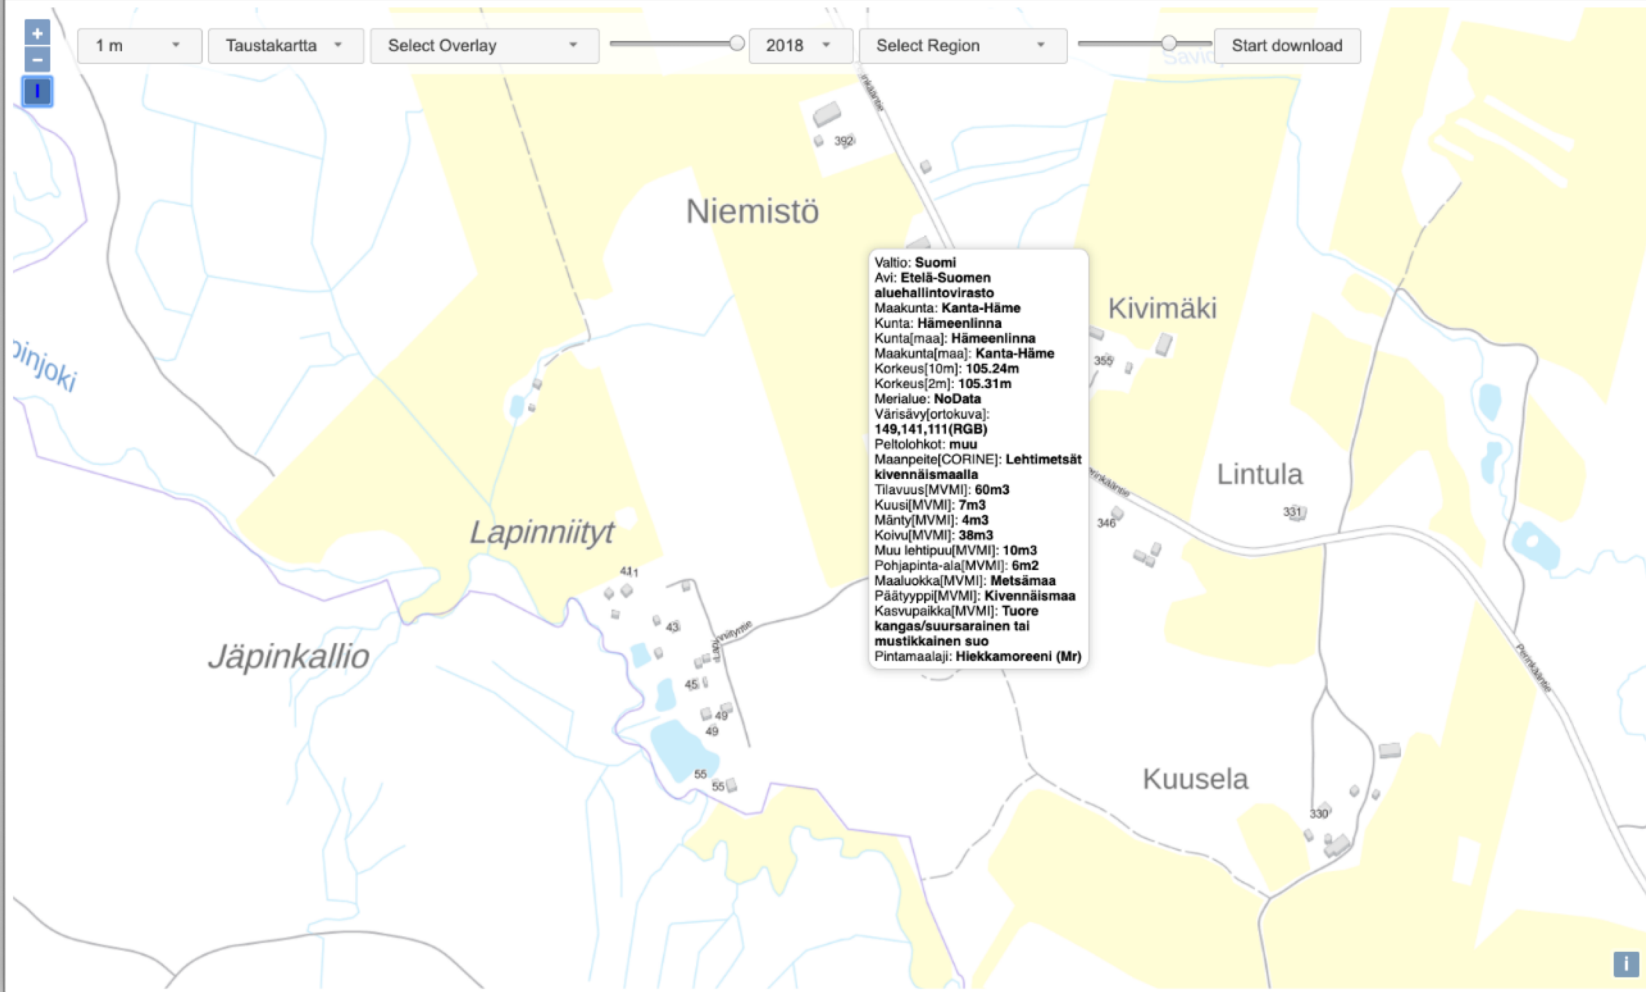 +
−
I
1 m
Taustakartta
Select Overlay
2018
Select Region
Start download
392
Niemistö
Kivimäki
355
pinjoki
Lintula
Perinkääntie
346
331
Lapinniityt
41
43
Jäpinkallio
45
49
49
55
55
Perinkääntie
Kuusela
330
Valtio: Suomi
Avi: Etelä-Suomen
aluehallintovirasto
Maakunta: Kanta-Häme
Kunta: Hämeenlinna
Kunta[maa]: Hämeenlinna
Maakunta[maa]: Kanta-Häme
Korkeus[10m]: 105.24m
Korkeus[2m]: 105.31m
Merialue: NoData
Värisävy[ortokuva]:
149,141,111(RGB)
Peltolohkot: muu
Maanpeite[CORINE]: Lehtimetsät
kivennäismaalla
Tilavuus[MVMI]: 60m3
Kuusi[MVMI]: 7m3
Mänty[MVMI]: 4m3
Koivu[MVMI]: 38m3
Muu lehtipuu[MVMI]: 10m3
Pohjapinta-ala[MVMI]: 6m2
Maaluokka[MVMI]: Metsämaa
Päätyyppi[MVMI]: Kivennäismaa
Kasvupaikka[MVMI]: Tuore
kangas/suursarainen tai
mustikkainen suo
Pintamaalaji: Hiekkamoreeni (Mr)
i